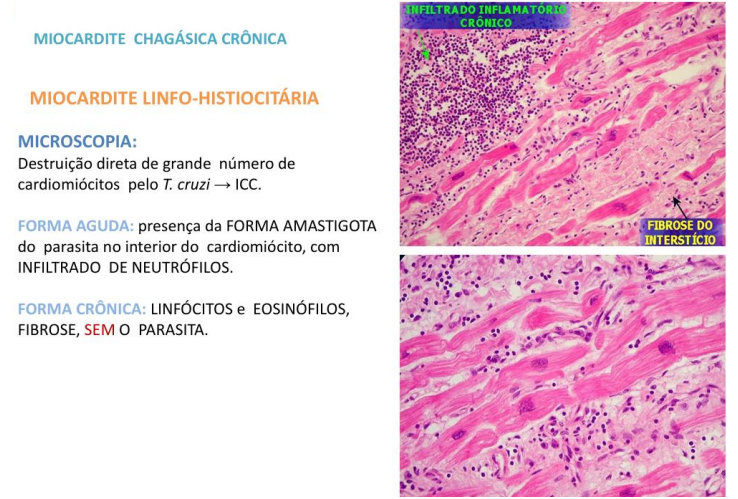 MIOCARDITE CHAGÁSICA CRÔNICA
MIOCARDITE LINFO-HISTIOCITÁRIA
MICROSCOPIA:
Destruição direta de grande número de
cardiomiócitos pelo T. cruzi → ICC.
FORMA AGUDA: presença da FORMA AMASTIGOTA
do parasita no interior do cardiomiócito, com
INFILTRADO DE NEUTRÓFILOS.
FORMA CRÔNICA: LINFÓCITOS e EOSINÓFILOS,
FIBROSE, SEM O PARASITA.
INFILTRADO INFLAMATÓRIO
CRÔNICO
FIBROSE DO
INTERSTÍCIO